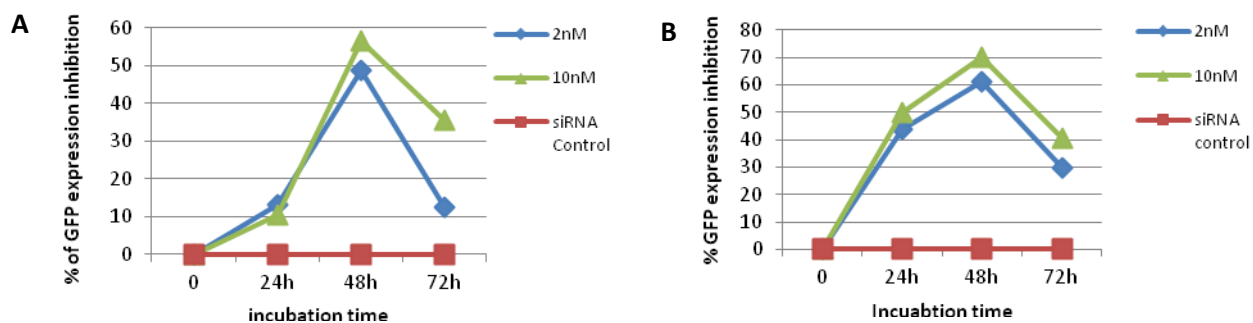 A
% of GFP expression inhibition
60
50
40
30
20
10
0
0 24h 48h 72h
incubation time
2nM
10nM
siRNA
Control
B
% GFP expression inhibition
80
70
60
50
40
30
20
10
0
0 24h 48h 72h
Incuabtion time
2nM
10nM
siRNA
control